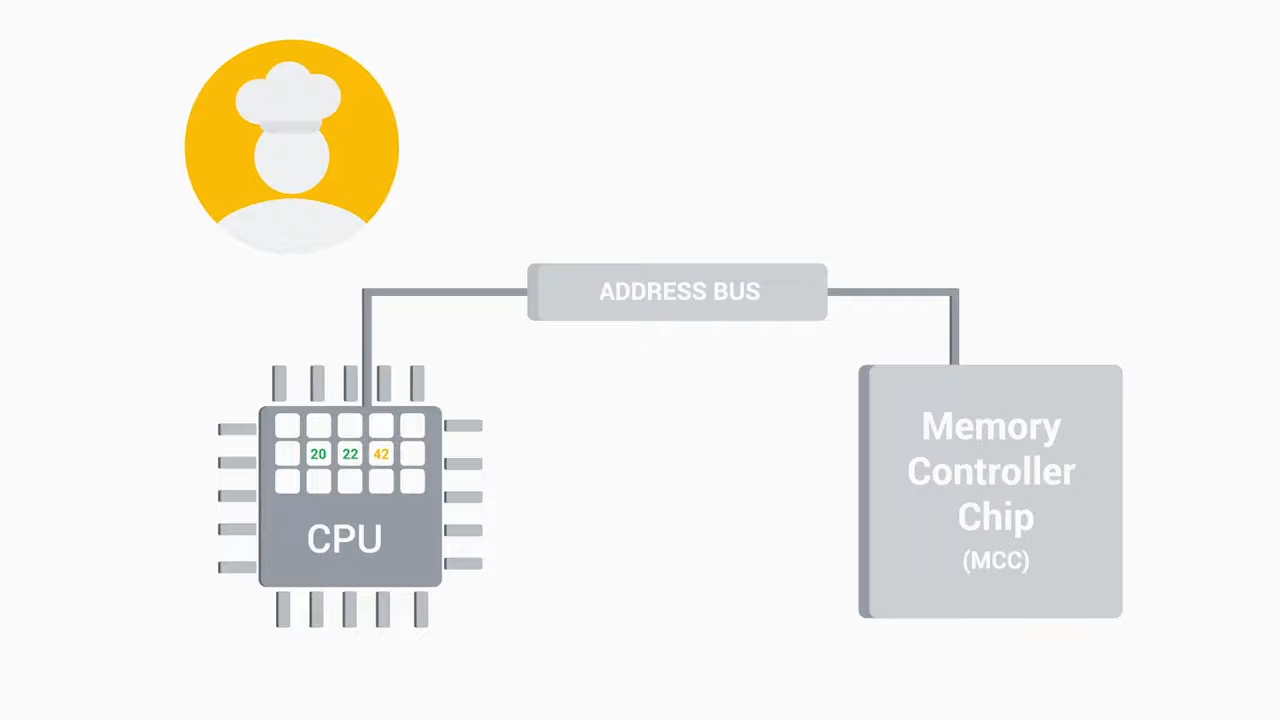 ADDRESS BUS
20 22 42
CPU
Memory
Controller
Chip
(MCC)